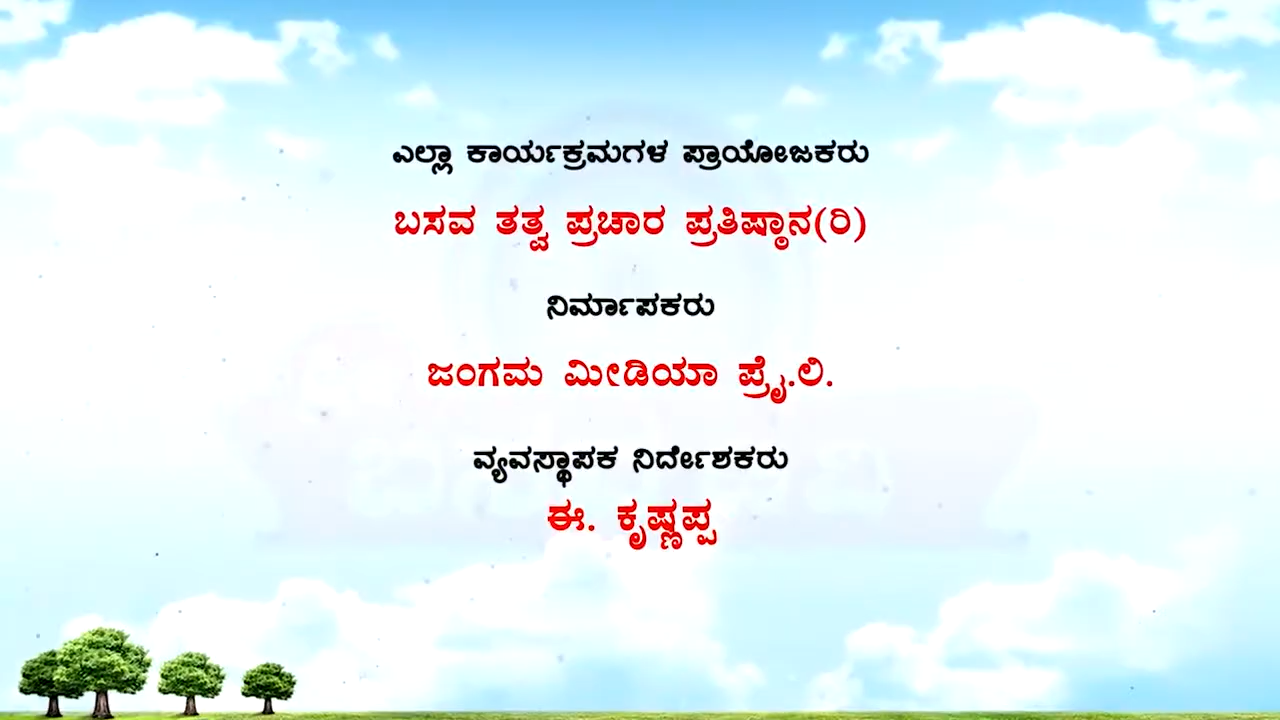 ಎಲ್ಲಾ ಕಾರ್ಯಕ್ರಮಗಳ ಪ್ರಾಯೋಜಕರು
ಬಸವ ತತ್ವ ಪ್ರಚಾರ ಪ್ರತಿಷ್ಠಾನ(ರಿ)
ನಿರ್ಮಾಪಕರು
ಜಂಗಮ ಮೀಡಿಯಾ ಪ್ರೈ.ಲಿ.
ವ್ಯವಸ್ಥಾಪಕ ನಿರ್ದೇಶಕರು
ಈ. ಕೃಷ್ಣಪ್ಪ